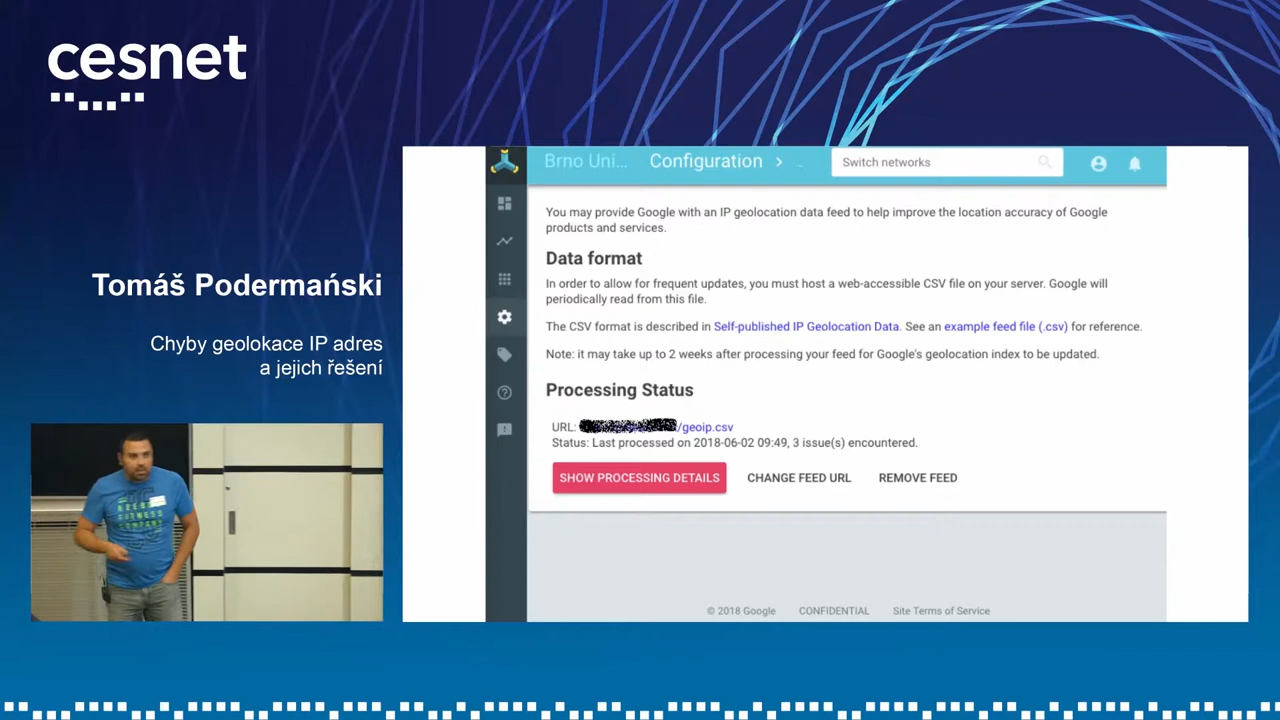 cesnet
Tomáš Podermański
Chyby geolokace IP adres
a jejich řešení
Brno Uni... Configuration > ..
Switch networks
You may provide Google with an IP geolocation data feed to help improve the location accuracy of Google
products and services.
Data format
In order to allow for frequent updates, you must host a web-accessible CSV file on your server. Google will
periodically read from this file.
The CSV format is described in Self-published IP Geolocation Data. See an example feed file (.csv) for reference.
Note: it may take up to 2 weeks after processing your feed for Google's geolocation index to be updated.
Processing Status
URL: /geoip.csv
Status: Last processed on 2018-06-02 09:49, 3 issue(s) encountered.
SHOW PROCESSING DETAILS CHANGE FEED URL REMOVE FEED
© 2018 Google CONFIDENTIAL Site Terms of Service